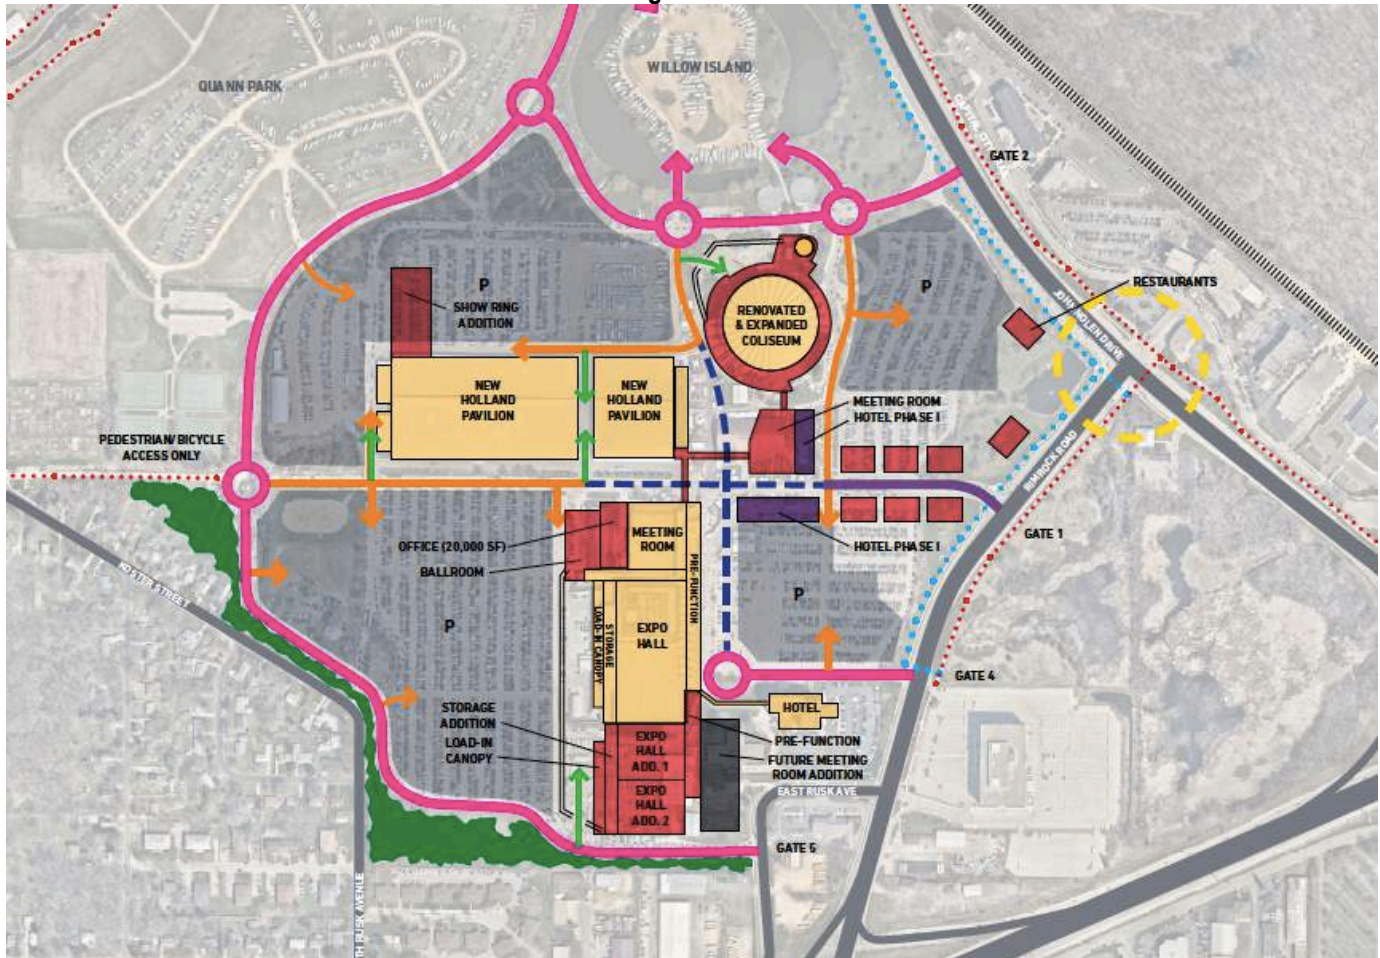 QUANN PARK
WILLOW ISLAND
GATE 2
RESTAURANTS
P
SHOW RING
ADDITION
P
RENOVATED
& EXPANDED
COLISEUM
JOHN NOLEN DRIVE
NEW
HOLLAND
PAVILION
NEW
HOLLAND
PAVILION
MEETING ROOM
HOTEL PHASE I
PEDESTRIAN/BICYCLE
ACCESS ONLY
RIMROCK ROAD
GATE 1
OFFICE (20,000 SF)
BALLROOM
MEETING
ROOM
PRE-FUNCTION
HOTEL PHASE I
KOSTER STREET
P
P
LOAD-IN CANOPY
STORAGE
EXPO
HALL
GATE 4
HOTEL
STORAGE
ADDITION
LOAD-IN
CANOPY
EXPO
HALL
ADD. 1
PRE-FUNCTION
FUTURE MEETING
ROOM ADDITION
EXPO
HALL
ADD. 2
EAST RUSK AVE
GATE 5
TH RUSK AVENUE